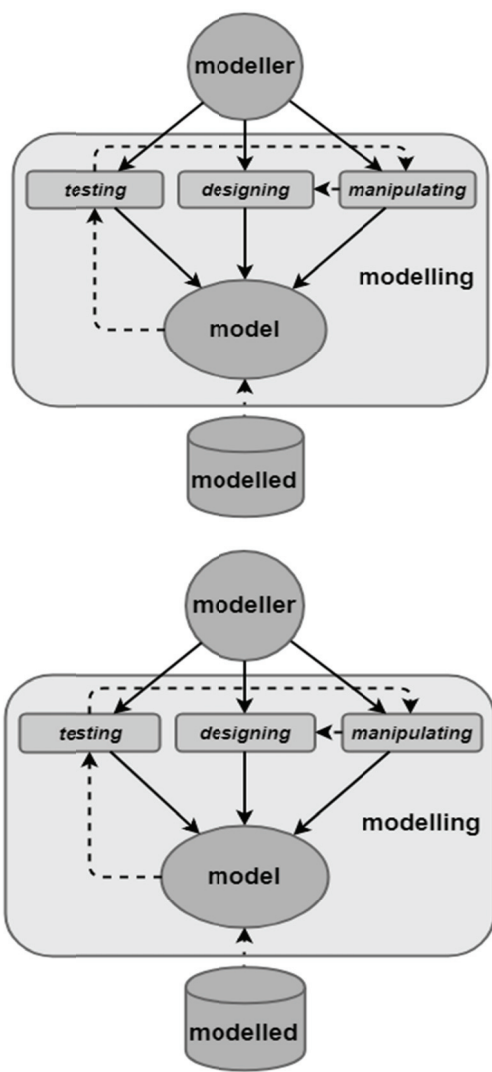 modeller
testing
designing
manipulating
modelling
model
modelled
modeller
testing
designing
manipulating
modelling
model
modelled